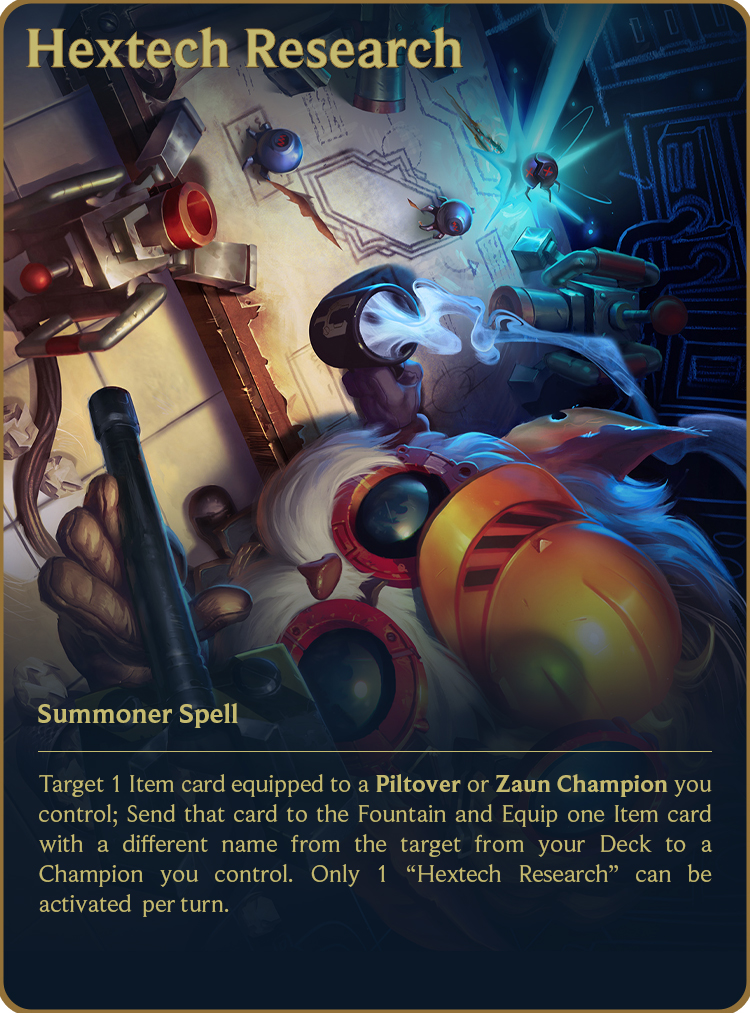 Hextech Research
Summoner Spell
Target 1 Item card equipped to a Piltover or Zaun Champion you
control; Send that card to the Fountain and Equip one Item card
with a different name from the target from your Deck to a
Champion you control. Only 1 “Hextech Research” can be
activated per turn.